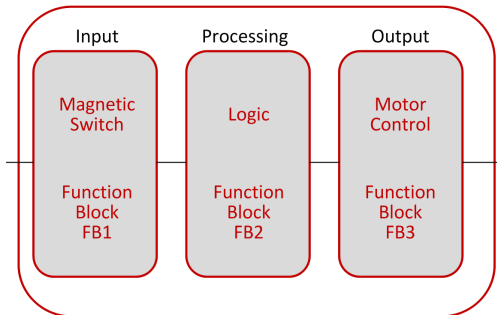 Input
Processing
Output
Magnetic
Switch
Logic
Motor
Control
Function
Block
FB1
Function
Block
FB2
Function
Block
FB3